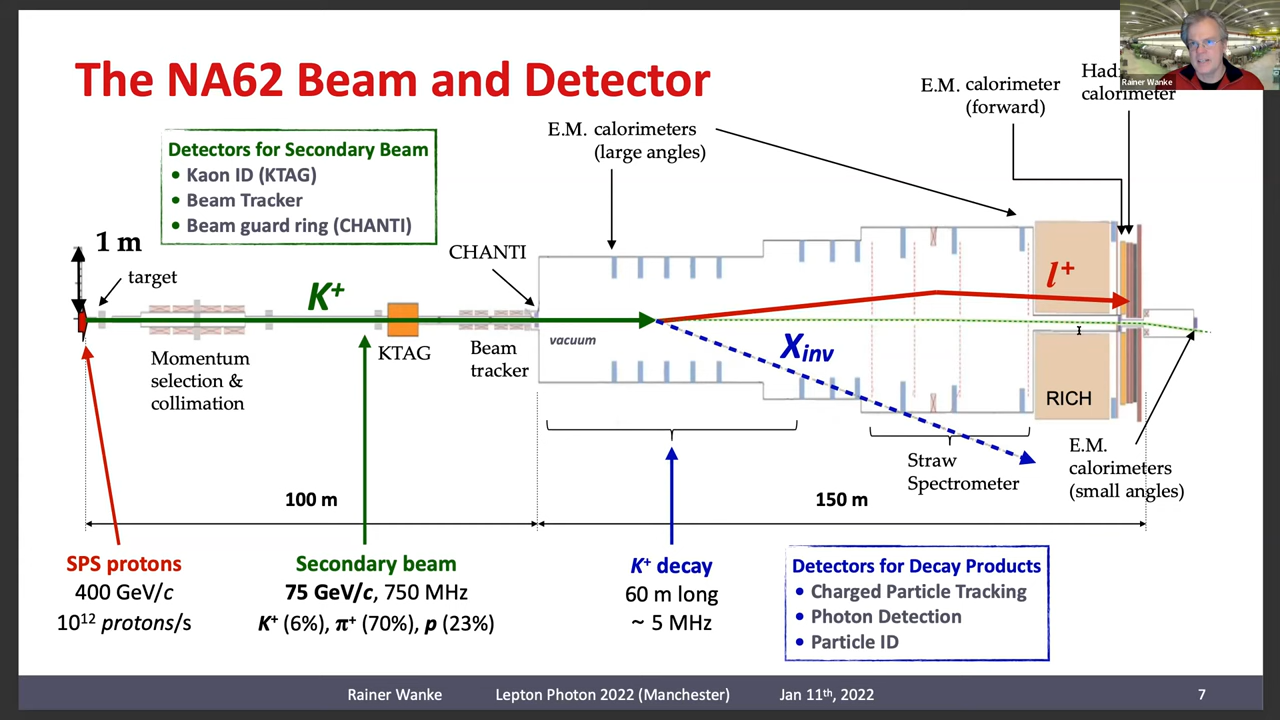 The NA62 Beam and Detector
Rainer Wanke
E.M. calorimeter
(forward)
calorimeter
E.M. calorimeters
(large angles)
Detectors for Secondary Beam
• Kaon ID (KTAG)
• Beam Tracker
• Beam guard ring (CHANTI)
1 m
target
CHANTI
K+
l+
Momentum
selection &
collimation
KTAG
Beam
tracker
vacuum
Xinv
RICH
Straw
Spectrometer
E.M.
calorimeters
(small angles)
100 m
150 m
SPS protons
400 GeV/c
10¹² protons/s
Secondary beam
75 GeV/c, 750 MHz
K+ (6%), π+ (70%), p (23%)
K+ decay
60 m long
~ 5 MHz
Detectors for Decay Products
• Charged Particle Tracking
• Photon Detection
• Particle ID
Rainer Wanke Lepton Photon 2022 (Manchester) Jan 11th, 2022 7